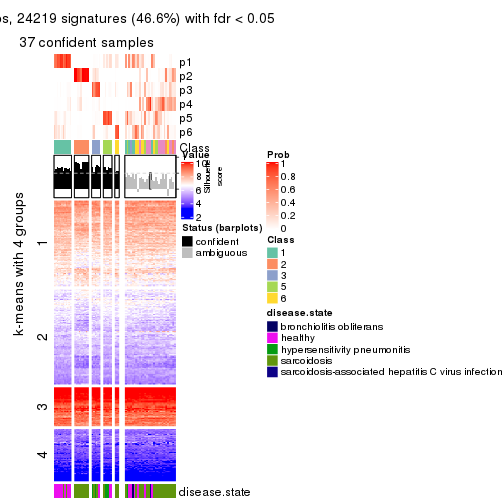 os, 24219 signatures (46.6%) with fdr < 0.05
37 confident samples
p1
p2
p3
p4
p5
p6
Class
Silhouette
score
k-means with 4 groups
1
2
3
4
disease.state
Value
10
8
6
4
2
Status (barplots)
confident
ambiguous
Prob
1
0.8
0.6
0.4
0.2
0
Class
1
2
3
5
6
disease.state
bronchiolitis obliterans
healthy
hypersensitivity pneumonitis
sarcoidosis
sarcoidosis-associated hepatitis C virus infection